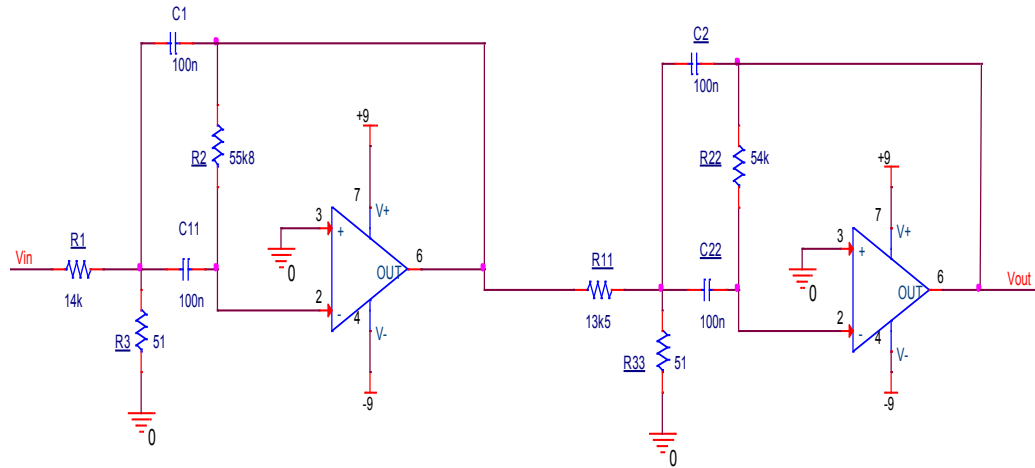 C1
100n
R2
55k8
+9
7
V+
3
+
0
6
OUT
2
-
4
V-
-9
C11
100n
Vin
R1
14k
R3
51
0
C2
100n
R22
54k
+9
7
V+
3
+
0
6
OUT
2
-
4
V-
-9
C22
100n
R11
13k5
R33
51
0
Vout